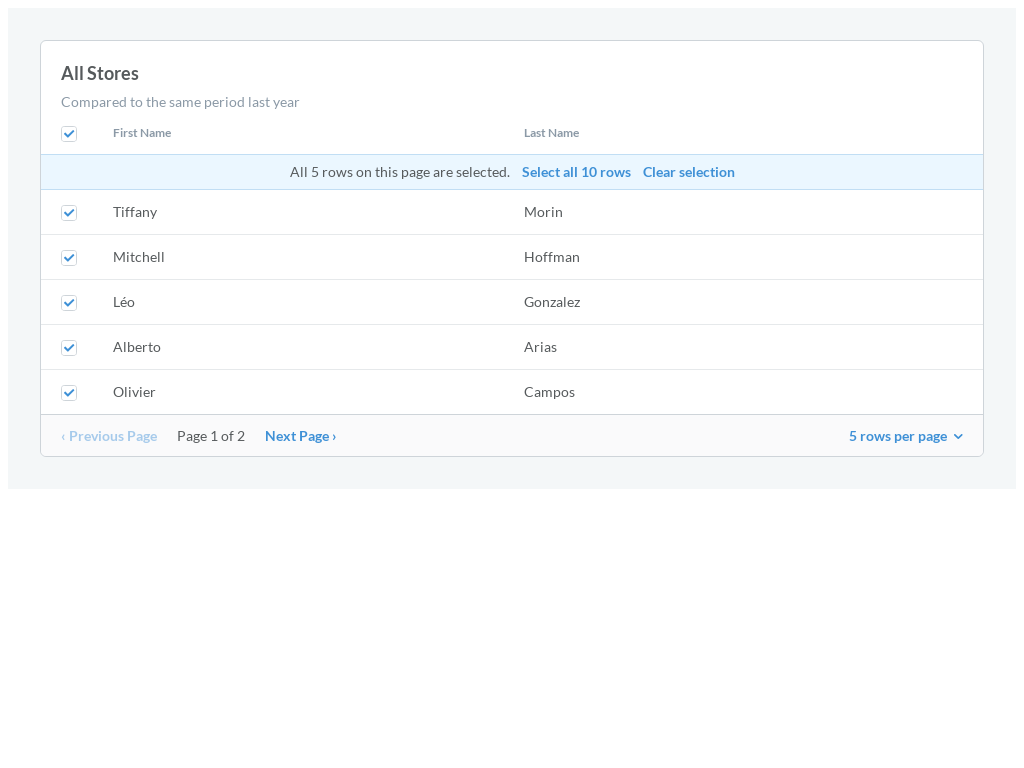 All Stores
Compared to the same period last year
First Name Last Name
All 5 rows on this page are selected. Select all 10 rows Clear selection
Tiffany Morin
Mitchell Hoffman
Léo Gonzalez
Alberto Arias
Olivier Campos
‹ Previous Page Page 1 of 2 Next Page › 5 rows per page